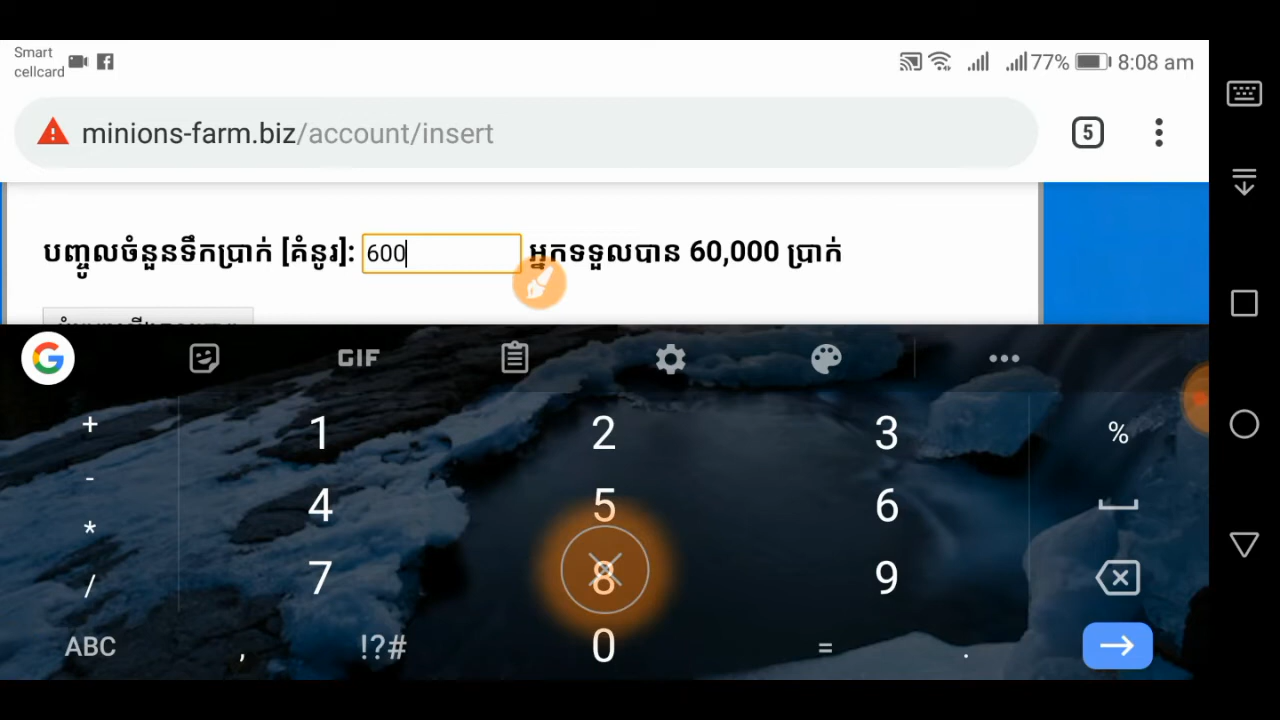 Smart
cellcard
77% 8:08 am
minions-farm.biz/account/insert
5
បញ្ចូលចំនួនទឹកប្រាក់ [គំនូរ]: 600 អ្នកទទួលបាន 60,000 ប្រាក់
G GIF
+ 1 2 3 %
- 4 5 6
*
/ 7 8 9
ABC , !?# 0 = .